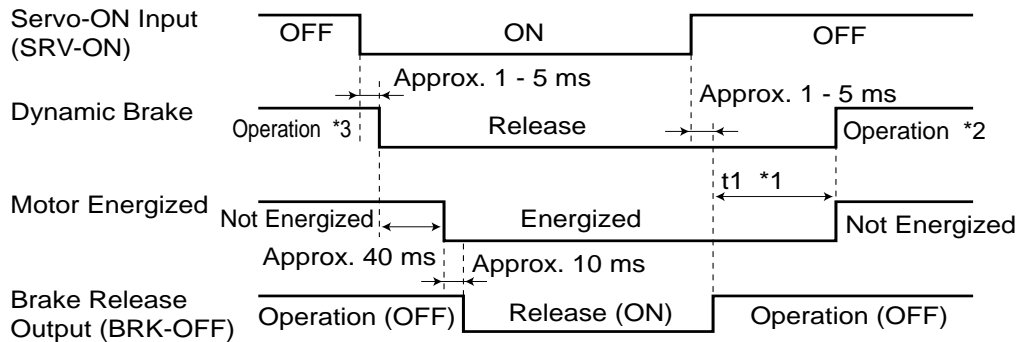 Servo-ON Input
(SRV-ON)
OFF
ON
OFF
Approx. 1 - 5 ms
Approx. 1 - 5 ms
Dynamic Brake
Operation *3
Release
Operation *2
t1 *1
Motor Energized
Not Energized
Energized
Not Energized
Approx. 40 ms
Approx. 10 ms
Brake Release
Output (BRK-OFF)
Operation (OFF)
Release (ON)
Operation (OFF)